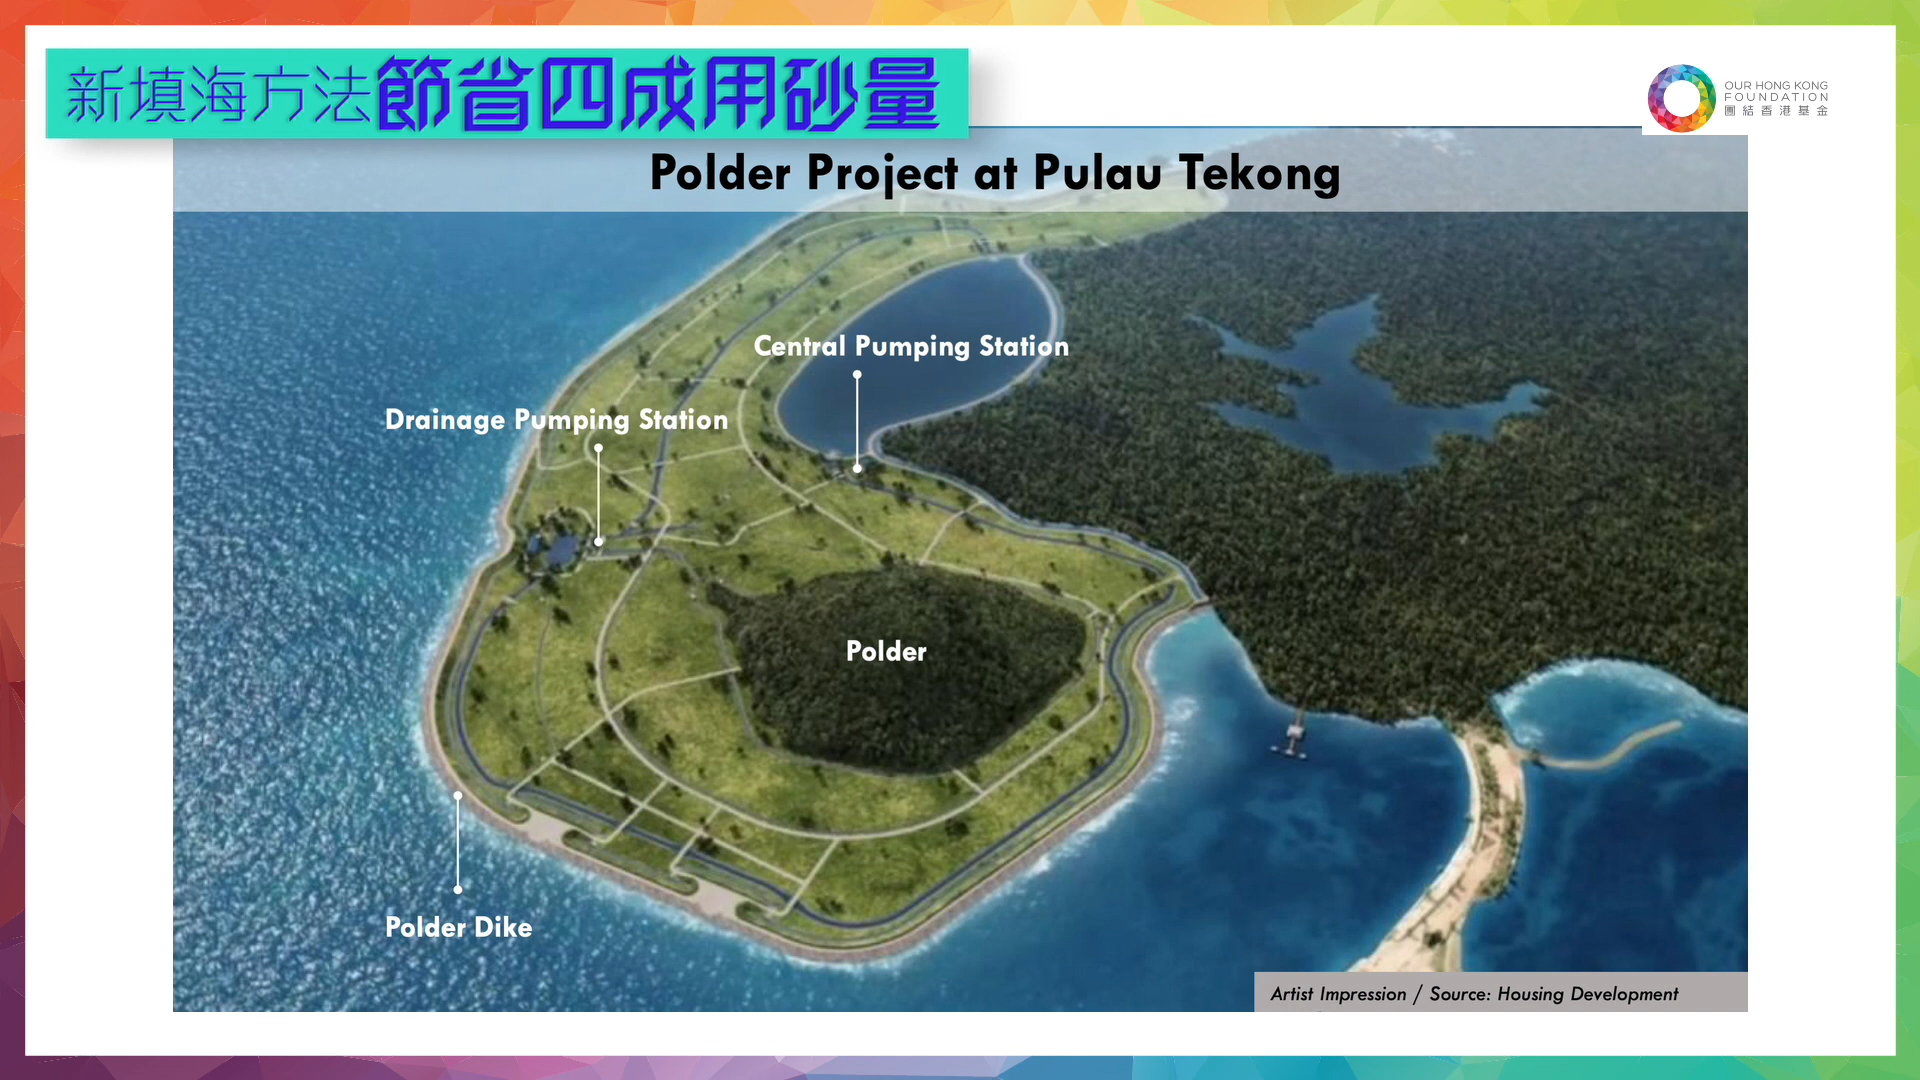 新填海方法節省四成用砂量
OUR HONG KONG
FOUNDATION
團結香港基金
Polder Project at Pulau Tekong
Central Pumping Station
Drainage Pumping Station
Polder
Polder Dike
Artist Impression / Source: Housing Development